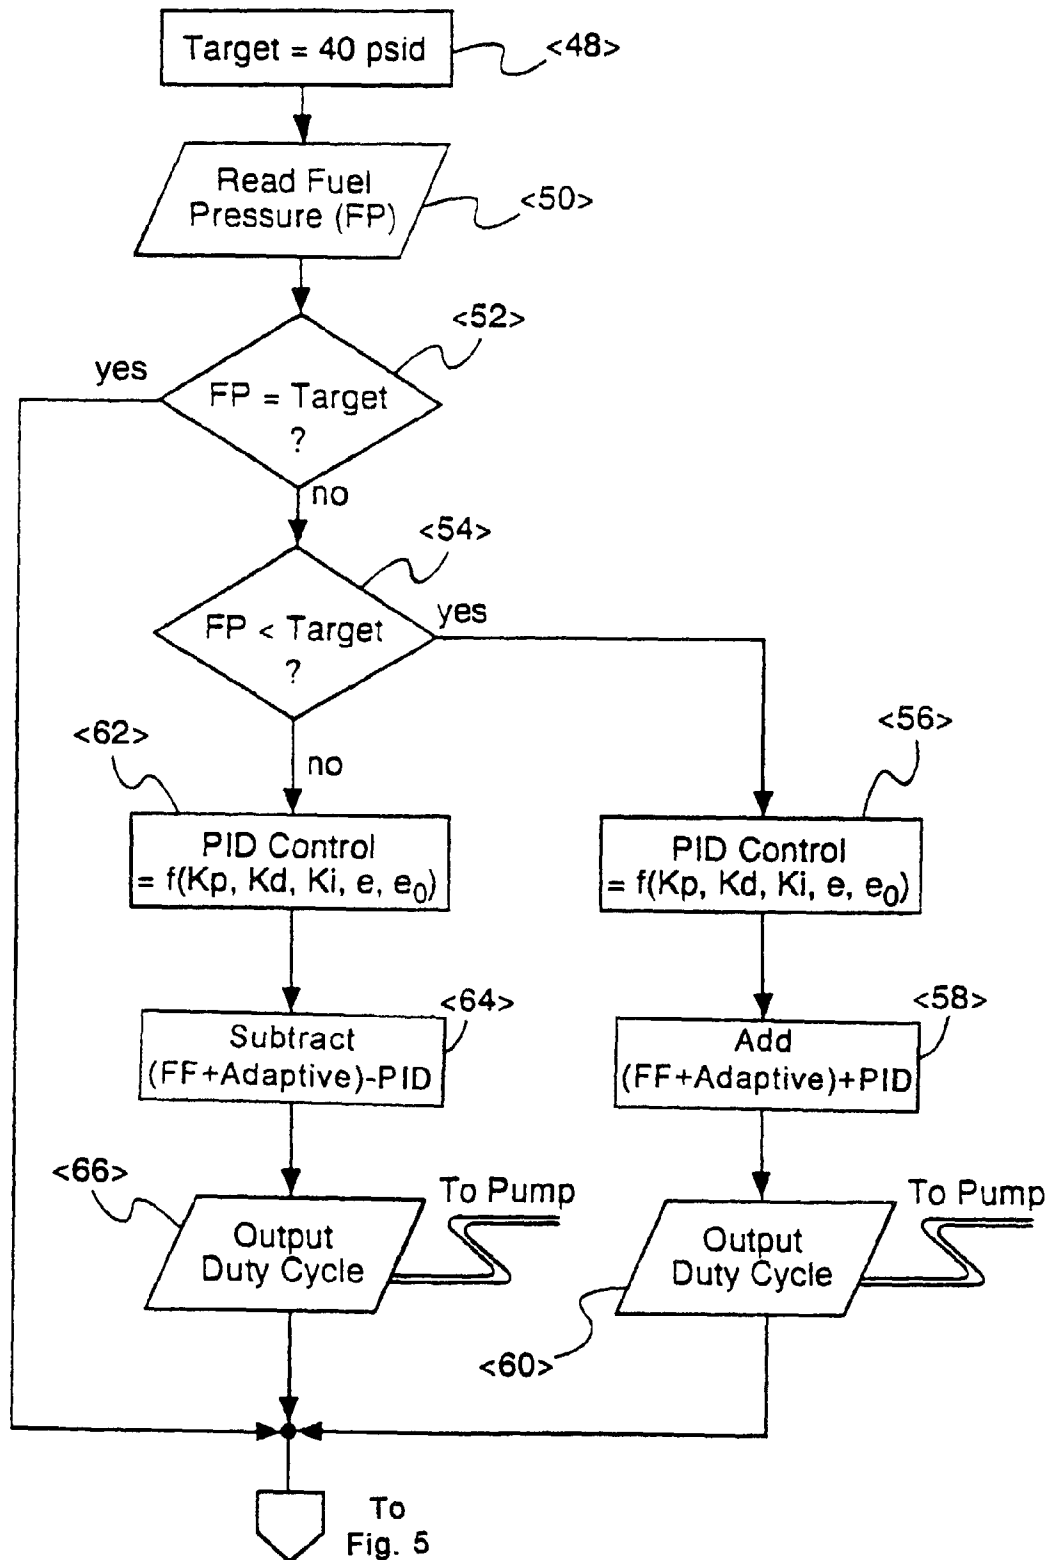 Target = 40 psid
<48>
Read Fuel
Pressure (FP)
<50>
<52>
yes
FP = Target
?
no
<54>
FP < Target
?
yes
<62>
no
<56>
PID Control
= f(Kp, Kd, Ki, e, e₀)
PID Control
= f(Kp, Kd, Ki, e, e₀)
<64>
Subtract
(FF+Adaptive)-PID
<58>
Add
(FF+Adaptive)+PID
<66>
To Pump
Output
Duty Cycle
To Pump
Output
Duty Cycle
<60>
To
Fig. 5